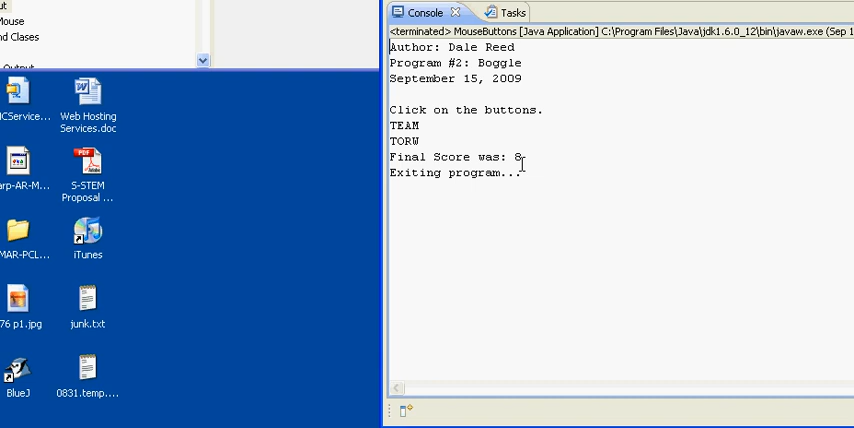 ut
Mouse
nd Clases
Output
CService...
Web Hosting
Services.doc
arp-AR-M...
S-STEM
Proposal ...
MAR-PCL...
iTunes
76 p1.jpg
junk.txt
BlueJ
0831.temp....
Console
Tasks
<terminated> MouseButtons [Java Application] C:\Program Files\Java\jdk1.6.0_12\bin\javaw.exe (Sep 1
Author: Dale Reed
Program #2: Boggle
September 15, 2009
Click on the buttons.
TEAM
TORW
Final Score was: 8
Exiting program...